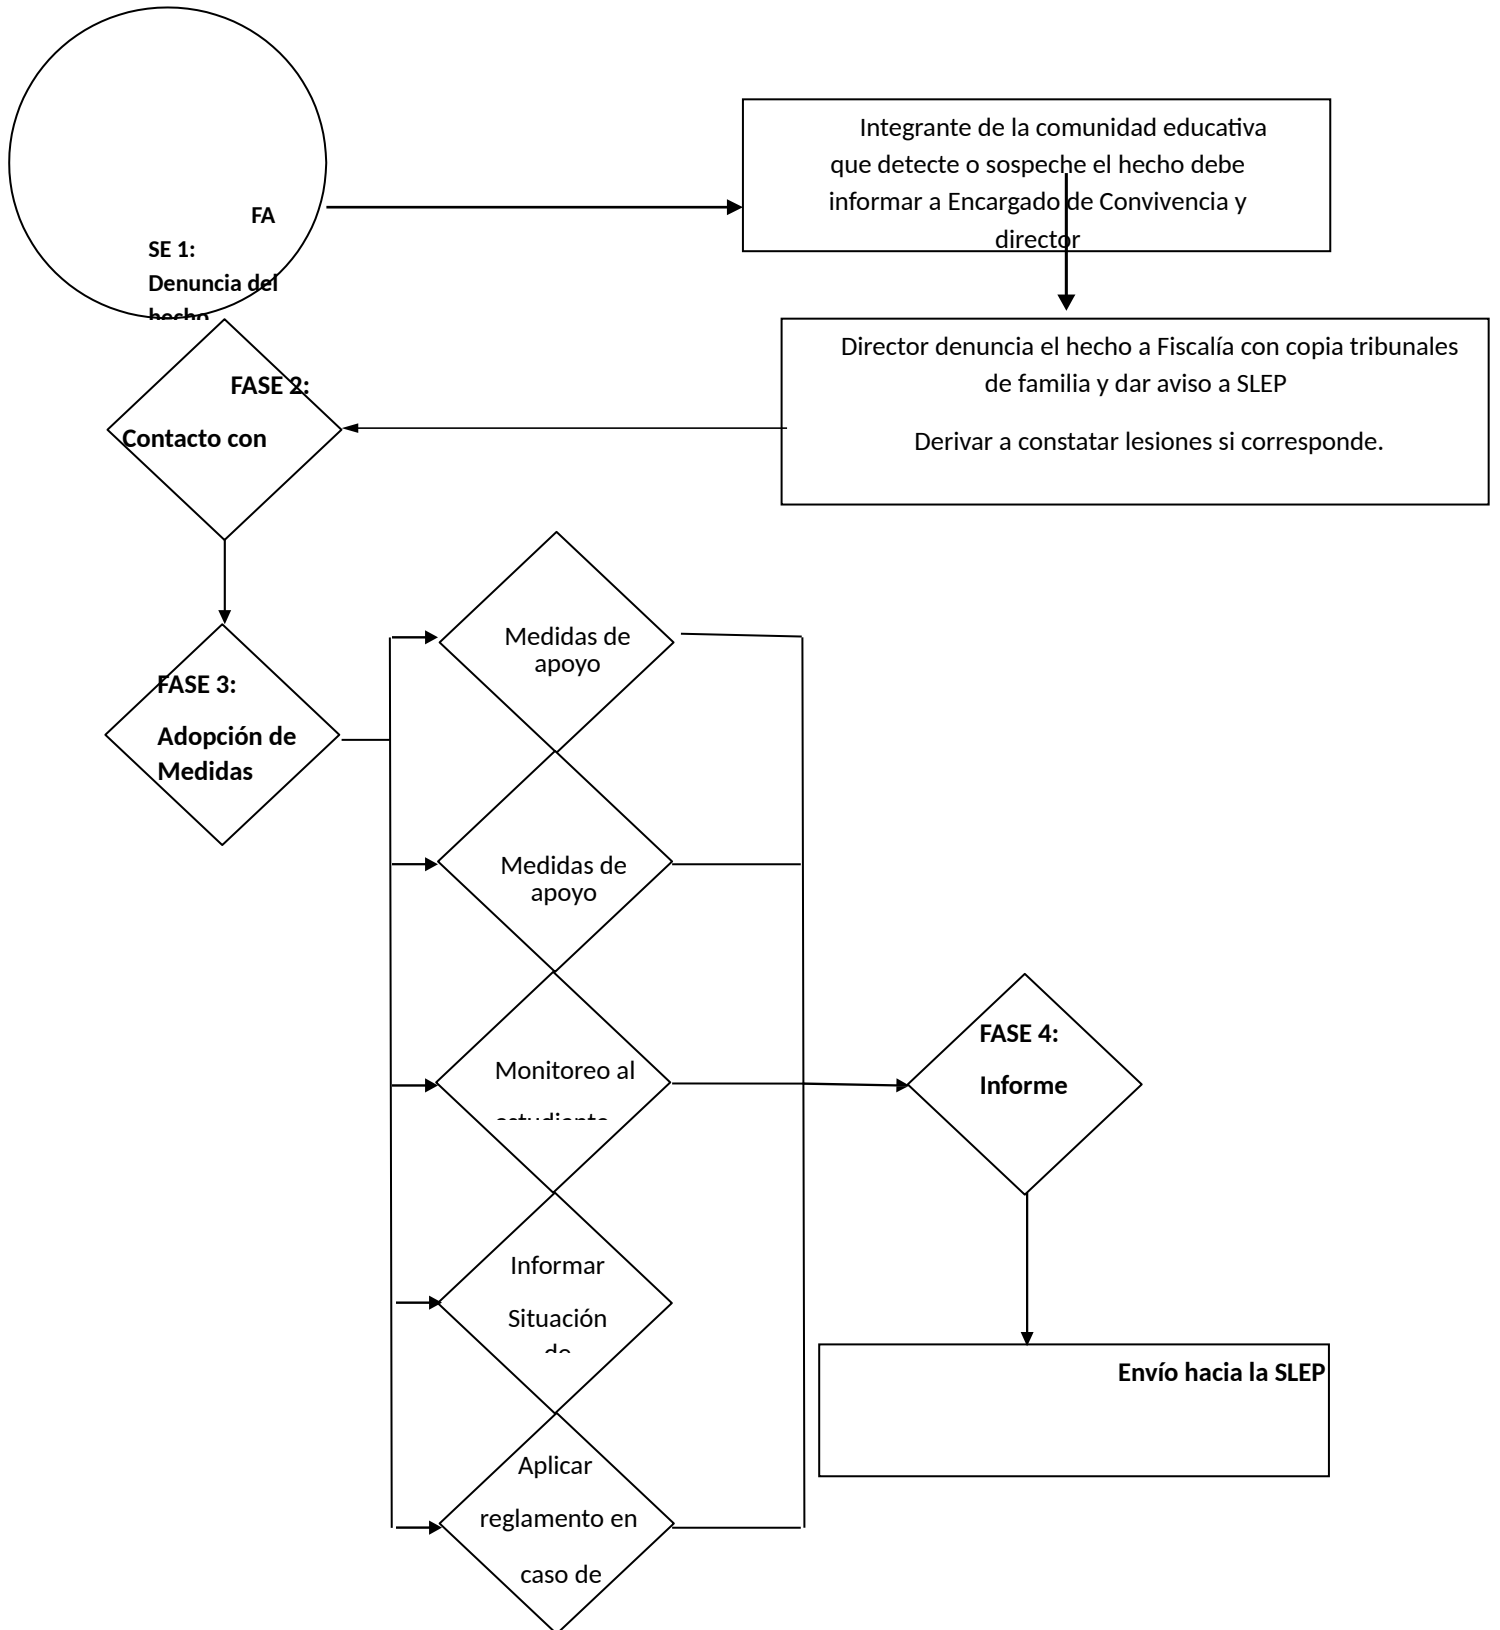 FA
SE 1:
Denuncia del
hecho
Integrante de la comunidad educativa
que detecte o sospeche el hecho debe
informar a Encargado de Convivencia y
director
Director denuncia el hecho a Fiscalía con copia tribunales
de familia y dar aviso a SLEP
Derivar a constatar lesiones si corresponde.
FASE 2:
Contacto con
FASE 3:
Adopción de
Medidas
Medidas de
apoyo
Medidas de
apoyo
Monitoreo al
estudiante
Informar
Situación
de
Aplicar
reglamento en
caso de
FASE 4:
Informe
Envío hacia la SLEP